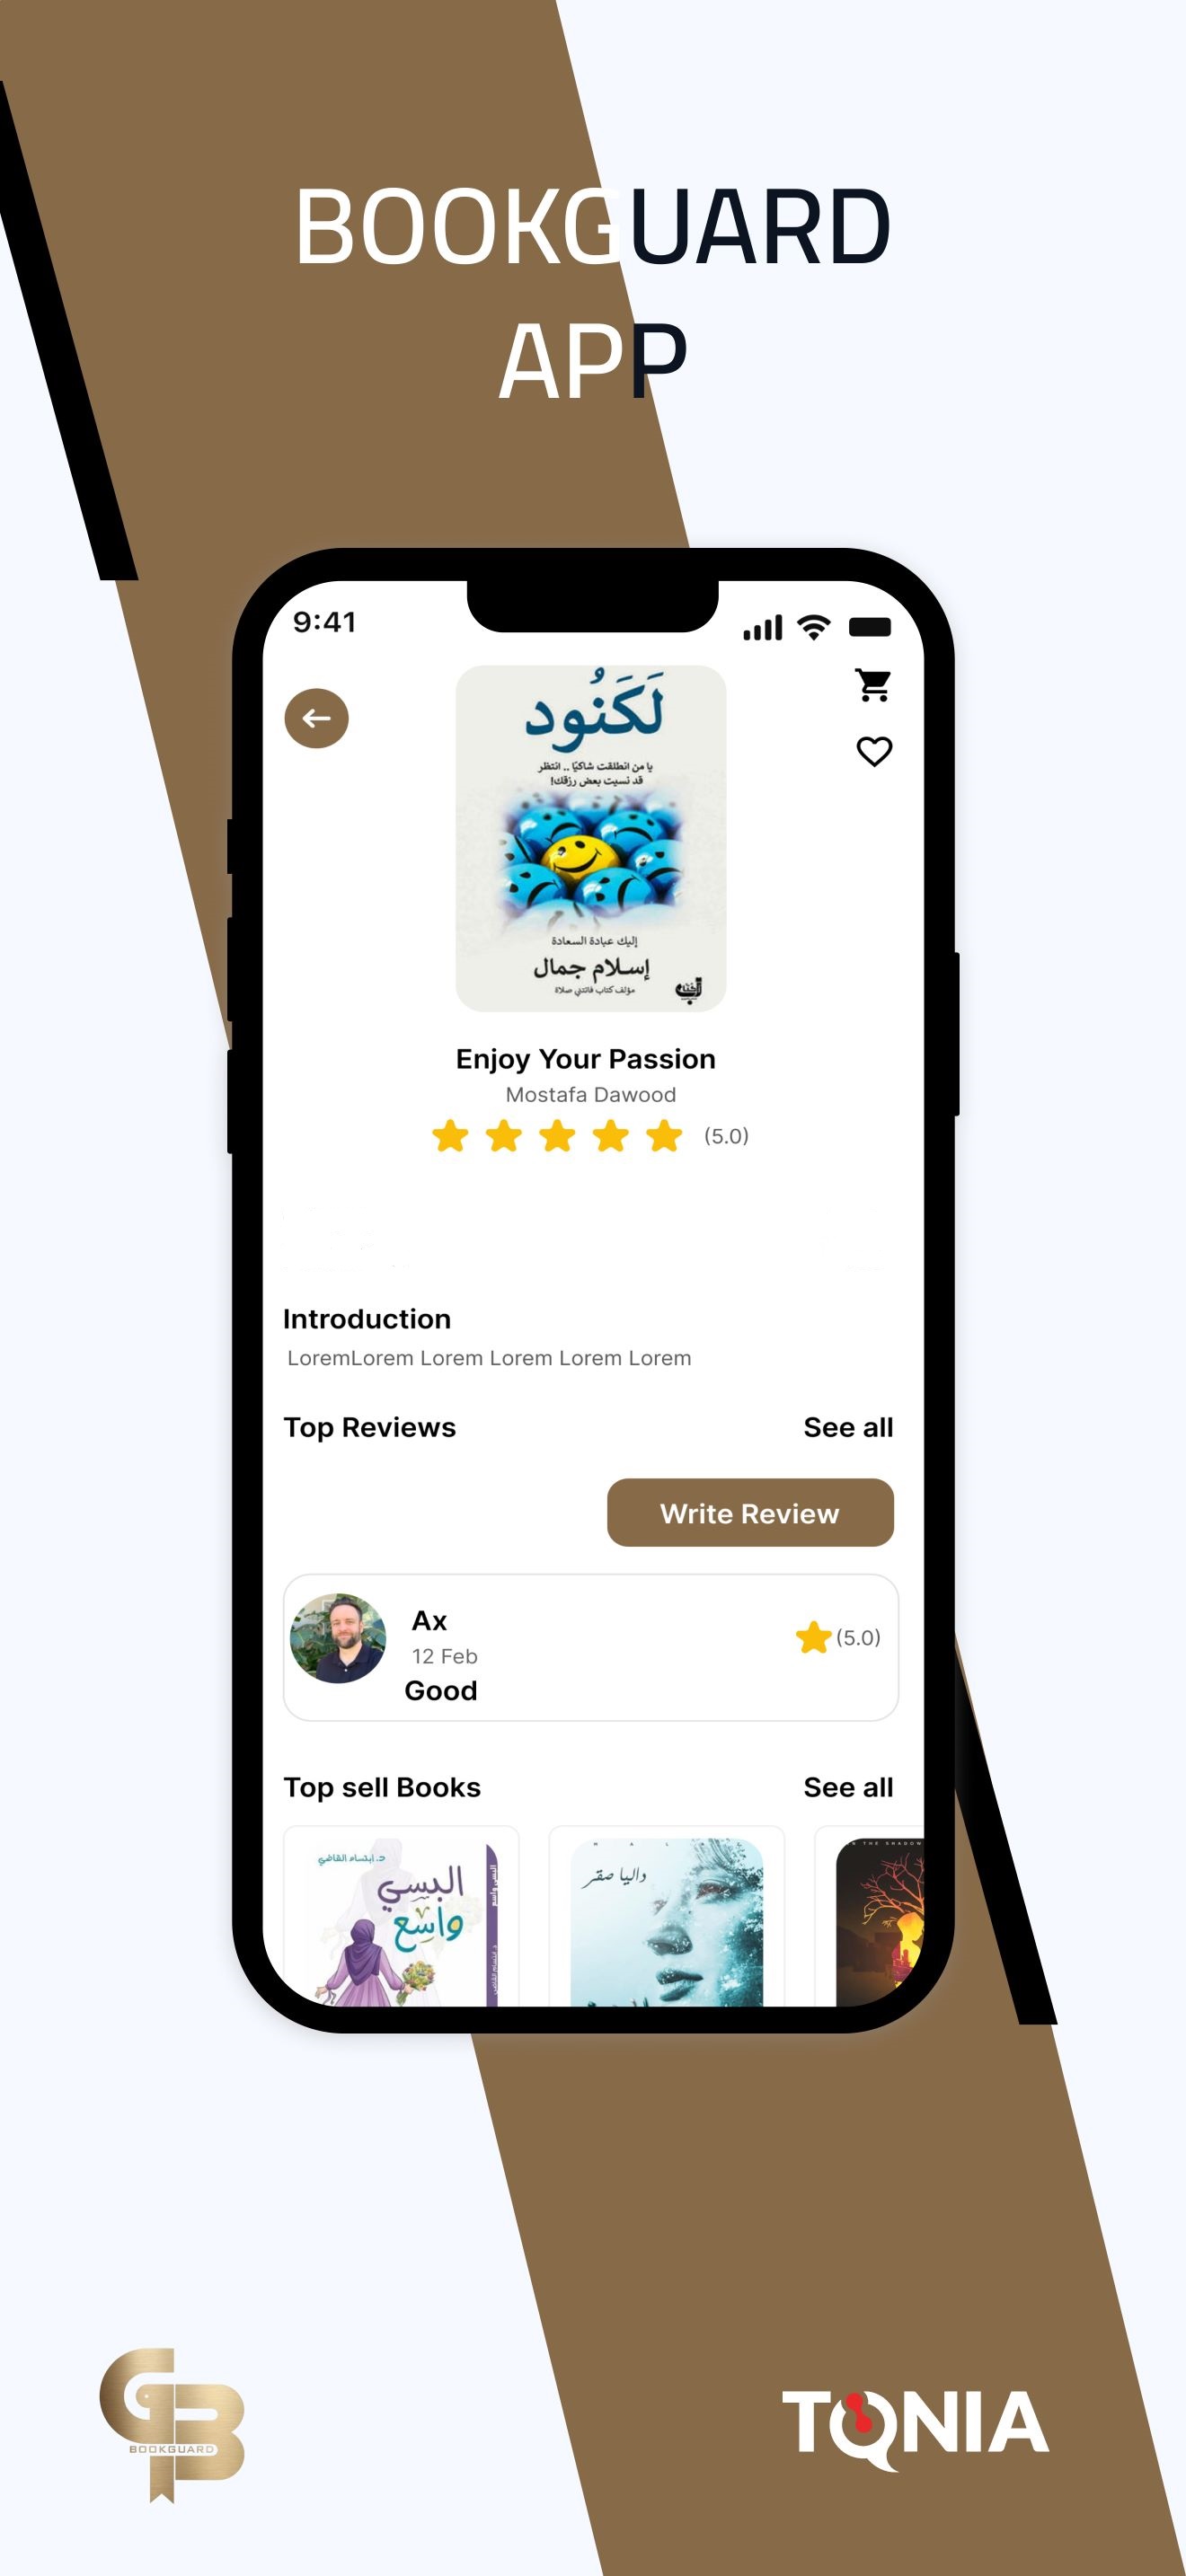 BOOKGUARD
APP
9:41
لَكَنُود
يا من انطلقت شاكيًا .. انتظر
قد نسيت بعض رزقك!
إليك عبادة السعادة
إسلام جمال
مؤلف كتاب فاتتني صلاة
Enjoy Your Passion
Mostafa Dawood
(5.0)
Introduction
LoremLorem Lorem Lorem Lorem Lorem
Top Reviews
See all
Write Review
Ax
12 Feb
Good
(5.0)
Top sell Books
See all
د. ابتسام القاضي
البسي
واسع
داليا صقر
THE SHADOW
BOOKGUARD
TQNIA